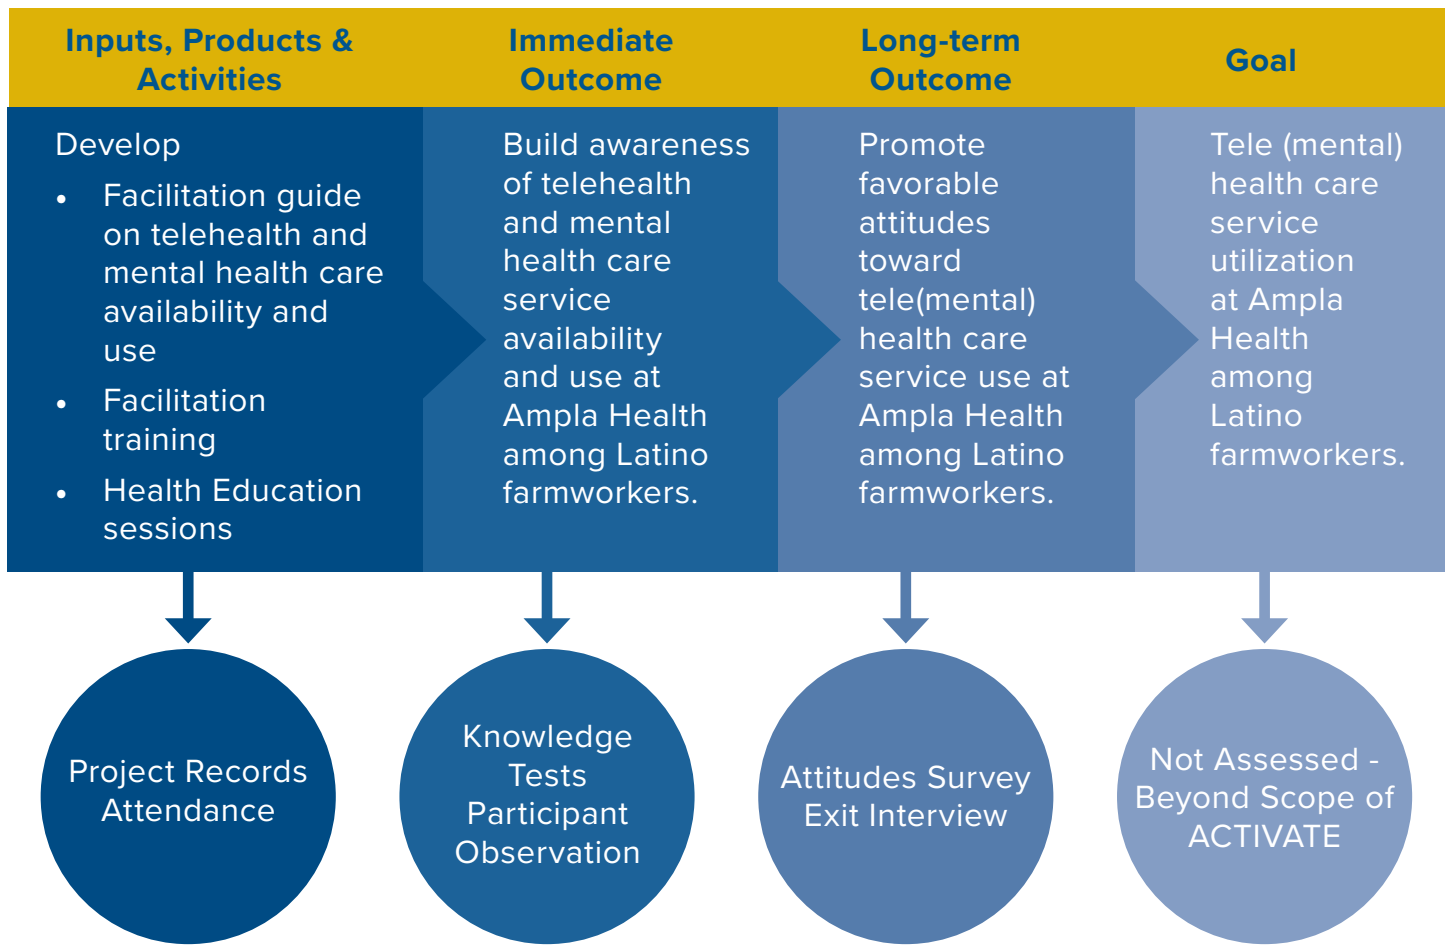 Inputs, Products &
Activities
Immediate
Outcome
Long-term
Outcome
Goal
Develop
• Facilitation guide
on telehealth and
mental health care
availability and
use
• Facilitation
training
• Health Education
sessions
Build awareness
of telehealth
and mental
health care
service
availability
and use at
Ampla Health
among Latino
farmworkers.
Promote
favorable
attitudes
toward
tele(mental)
health care
service use at
Ampla Health
among Latino
farmworkers.
Tele (mental)
health care
service
utilization
at Ampla
Health
among
Latino
farmworkers.
Project Records
Attendance
Knowledge
Tests
Participant
Observation
Attitudes Survey
Exit Interview
Not Assessed -
Beyond Scope of
ACTIVATE